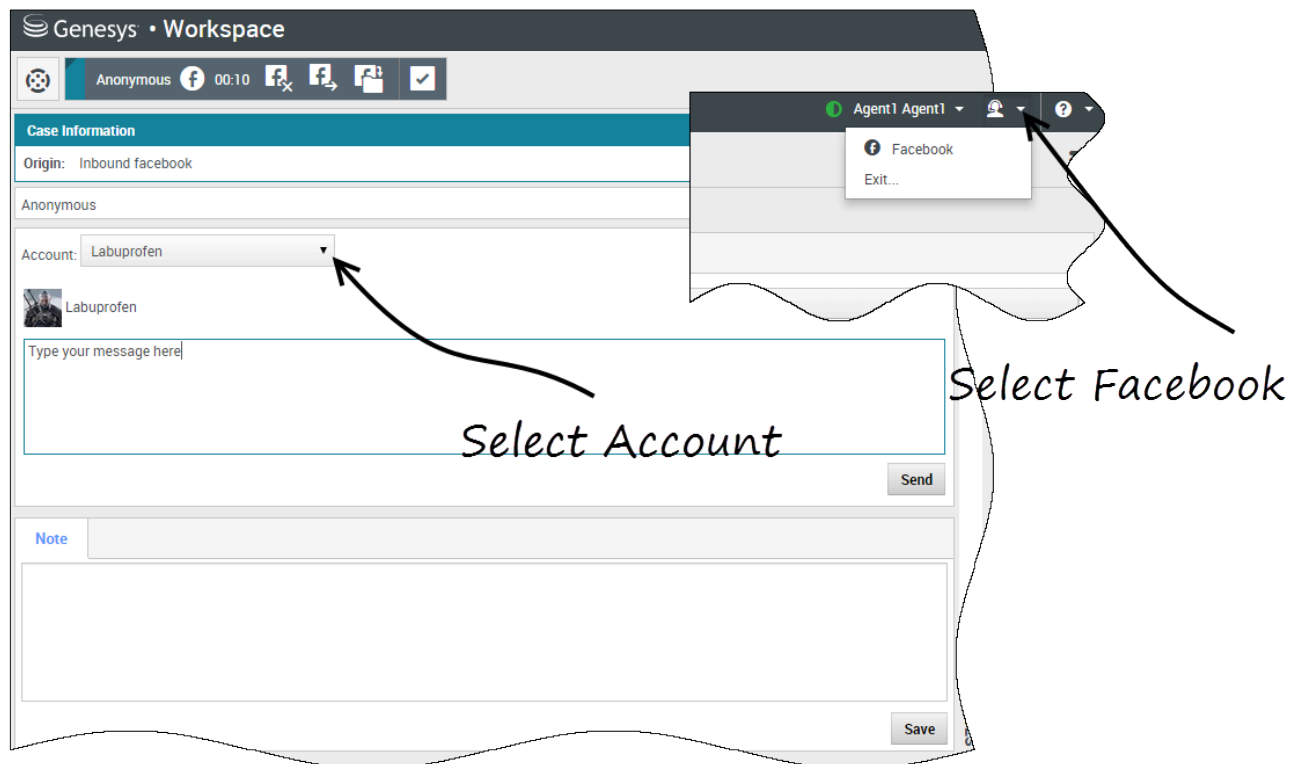 Genesys • Workspace
Anonymous 00:10
Agent1 Agent1
Facebook
Exit...
Case Information
Origin: Inbound facebook
Anonymous
Account: Labuprofen
Labuprofen
Type your message here
Select Facebook
Select Account
Send
Note
Save